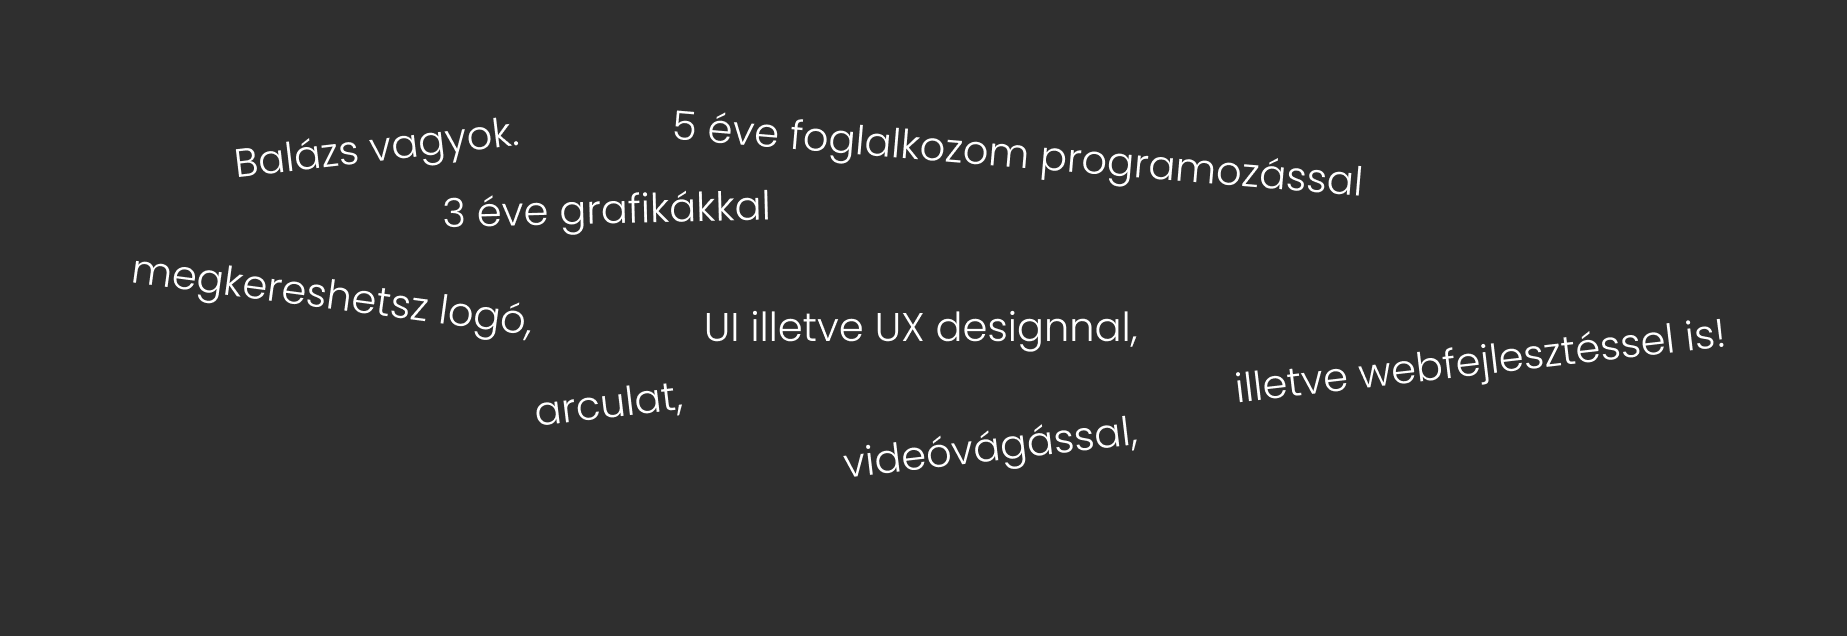 Balázs vagyok.
5 éve foglalkozom programozással
3 éve grafikákkal
megkereshetsz logó,
arculat,
UI illetve UX designnal,
videóvágással,
illetve webfejlesztéssel is!